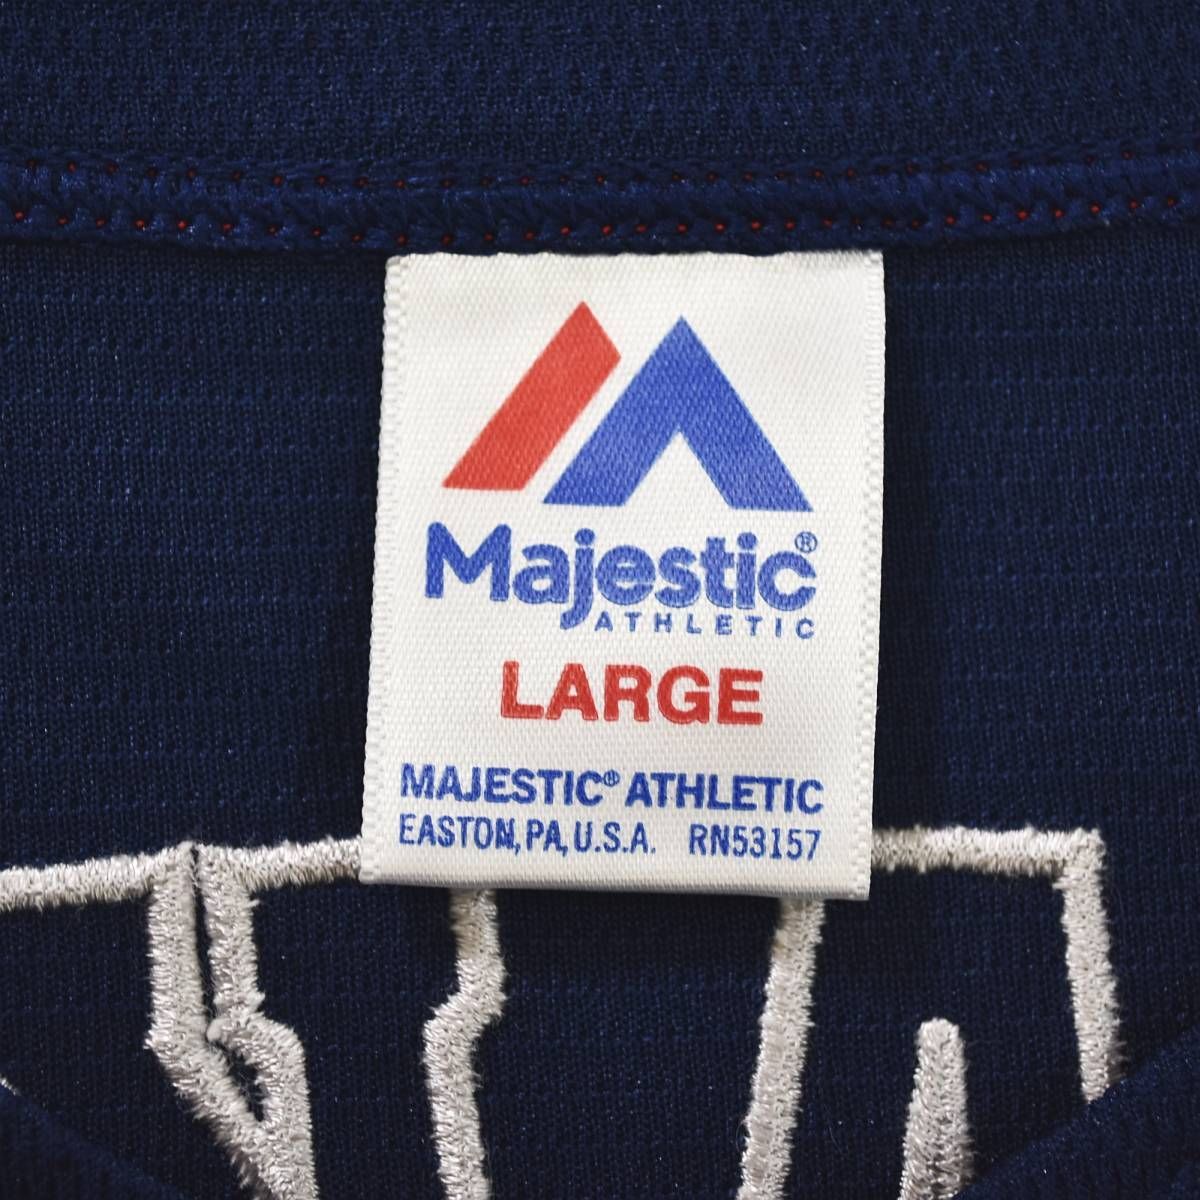 Majestic®
ATHLETIC
LARGE
MAJESTIC® ATHLETIC
EASTON, PA, U.S.A. RN53157